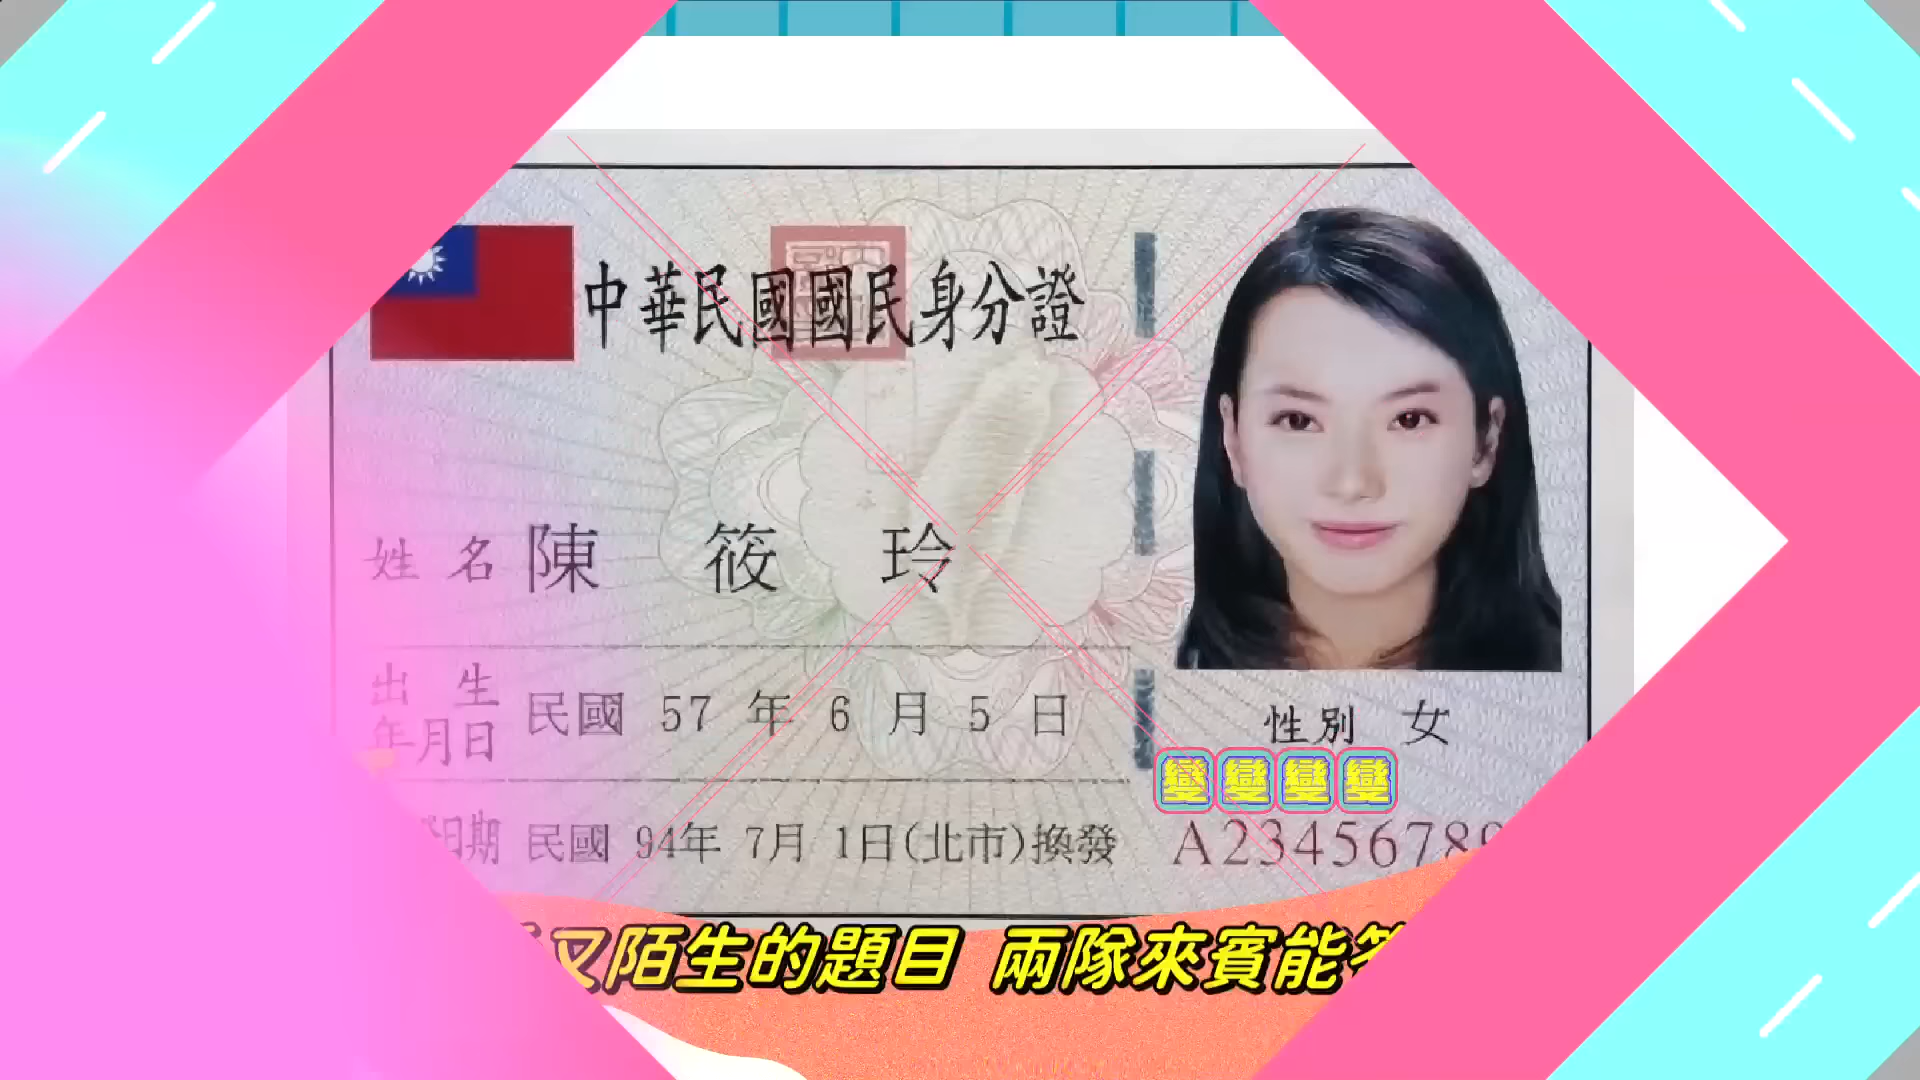 中華民國國民身分證
姓名 陳筱玲
出生年月日 民國 57 年 6 月 5 日
性別 女
變變變變
日期 民國 94年 7月 1日(北市)換發
A23456789
又陌生的題目 兩隊來賓能